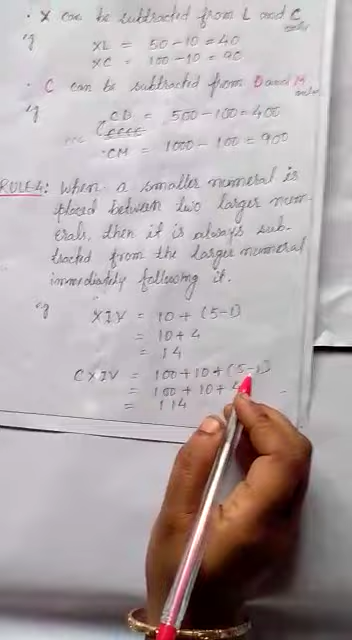 · X can be subtracted from L and C only
eg XL = 50-10 = 40
XC = 100-10 = 90
· C can be subtracted from D and M only
eg CD = 500-100 = 400
CCCC
CM = 1000-100 = 900
RULE 4: When a smaller numeral is
placed between two larger num-
erals, then it is always sub-
tracted from the larger numeral
immediately following it.
eg XIV = 10 + (5-1)
= 10+4
= 14
CXIV = 100+10+(5-1)
= 100+10+4
= 114